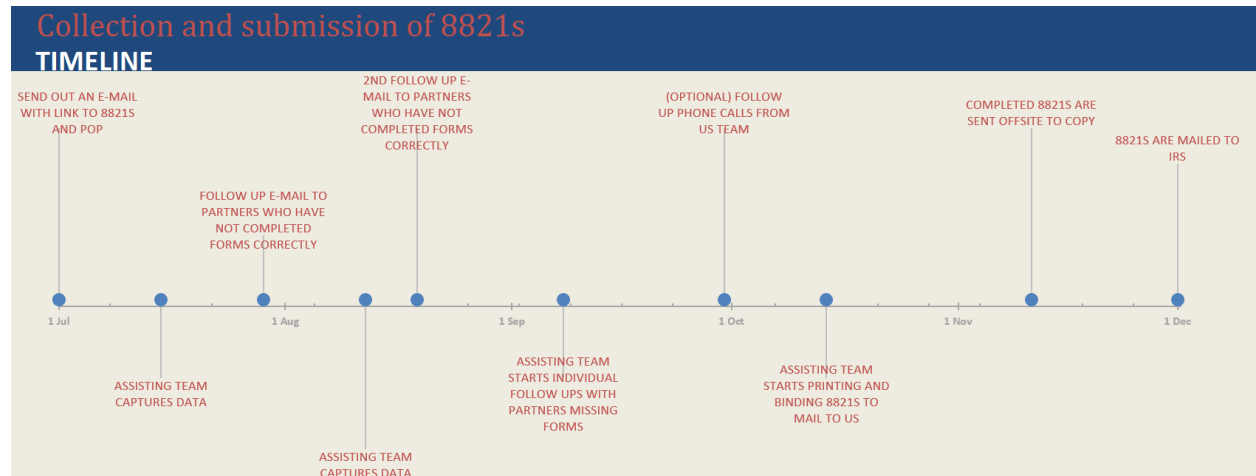 Collection and submission of 8821s
TIMELINE
SEND OUT AN E-MAIL
WITH LINK TO 8821S
AND POP
2ND FOLLOW UP E-
MAIL TO PARTNERS
WHO HAVE NOT
COMPLETED FORMS
CORRECTLY
(OPTIONAL) FOLLOW
UP PHONE CALLS FROM
US TEAM
COMPLETED 8821S ARE
SENT OFFSITE TO COPY
8821S ARE MAILED TO
IRS
FOLLOW UP E-MAIL TO
PARTNERS WHO HAVE
NOT COMPLETED
FORMS CORRECTLY
1 Jul
1 Aug
1 Sep
1 Oct
1 Nov
1 Dec
ASSISTING TEAM
CAPTURES DATA
ASSISTING TEAM
CAPTURES DATA
ASSISTING TEAM
STARTS INDIVIDUAL
FOLLOW UPS WITH
PARTNERS MISSING
FORMS
ASSISTING TEAM
STARTS PRINTING AND
BINDING 8821S TO
MAIL TO US